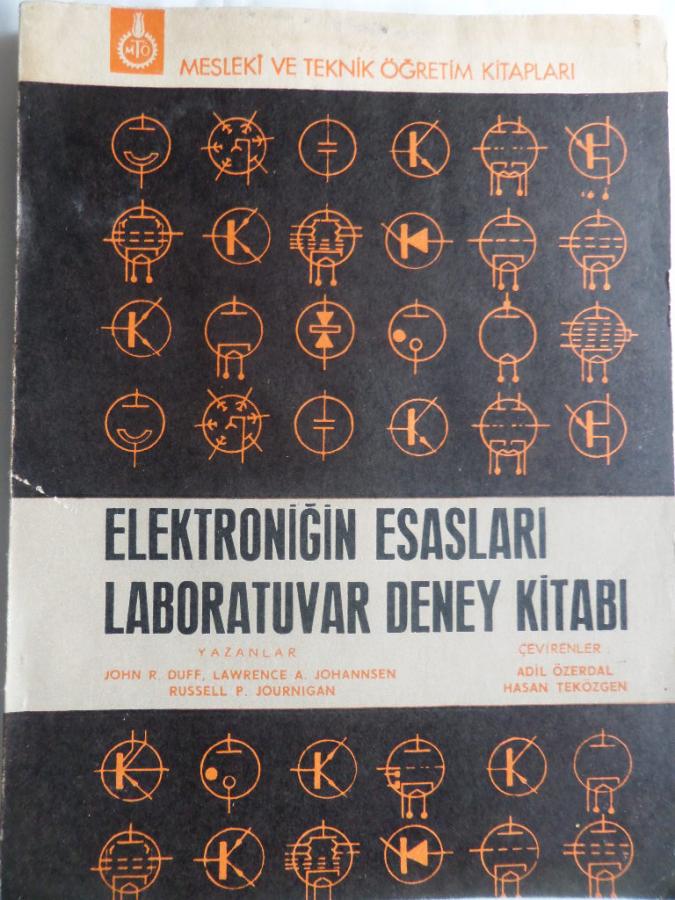 MTÖ
MESLEKİ VE TEKNİK ÖĞRETİM KİTAPLARI
ELEKTRONİĞİN ESASLARI
LABORATUVAR DENEY KİTABI
YAZANLAR
JOHN R. DUFF, LAWRENCE A. JOHANNSEN
RUSSELL P. JOURNIGAN
ÇEVİRENLER
ADİL ÖZERDAL
HASAN TEKÖZGEN